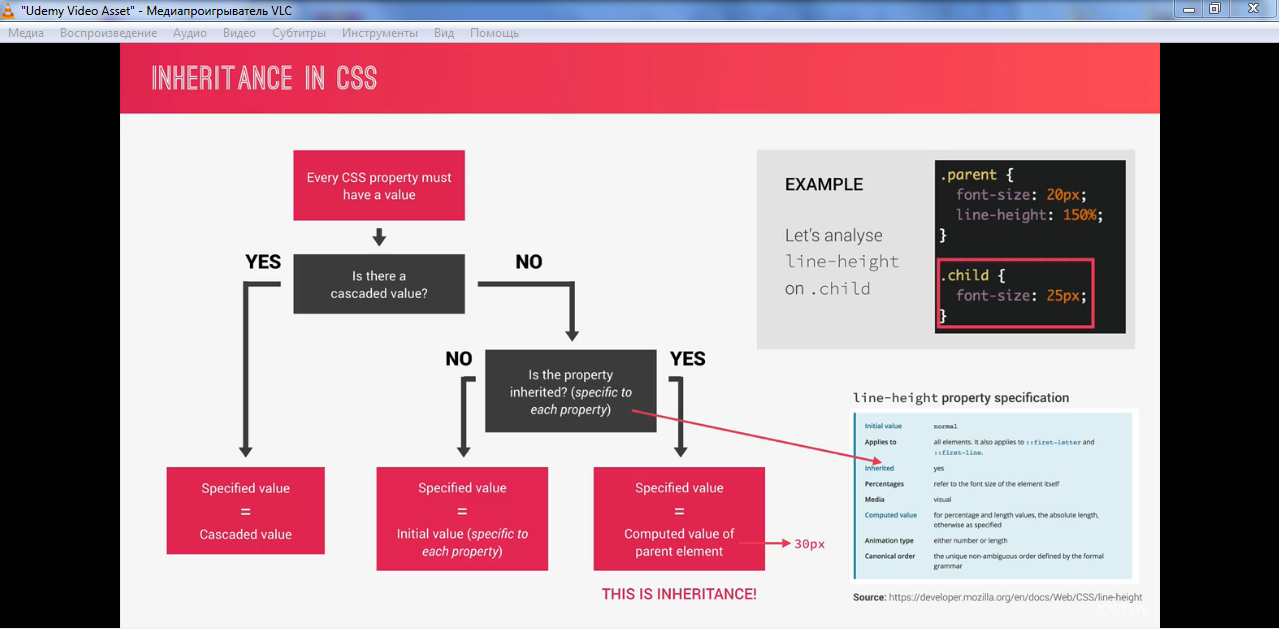 "Udemy Video Asset" - Медиапроигрыватель VLC
Медиа Воспроизведение Аудио Видео Субтитры Инструменты Вид Помощь
INHERITANCE IN CSS
Every CSS property must
have a value
YES
Is there a
cascaded value?
NO
NO
Is the property
inherited? (specific to
each property)
YES
Specified value
=
Cascaded value
Specified value
=
Initial value (specific to
each property)
Specified value
=
Computed value of
parent element
30px
THIS IS INHERITANCE!
EXAMPLE
Let's analyse
line-height
on .child
.parent {
font-size: 20px;
line-height: 150%;
}
.child {
font-size: 25px;
}
line-height property specification
Initial value normal
Applies to all elements. It also applies to ::first-letter and
::first-line.
Inherited yes
Percentages refer to the font size of the element itself
Media visual
Computed value for percentage and length values, the absolute length,
otherwise as specified
Animation type either number or length
Canonical order the unique non-ambiguous order defined by the formal
grammar
Source: https://developer.mozilla.org/en/docs/Web/CSS/line-height
Udemy